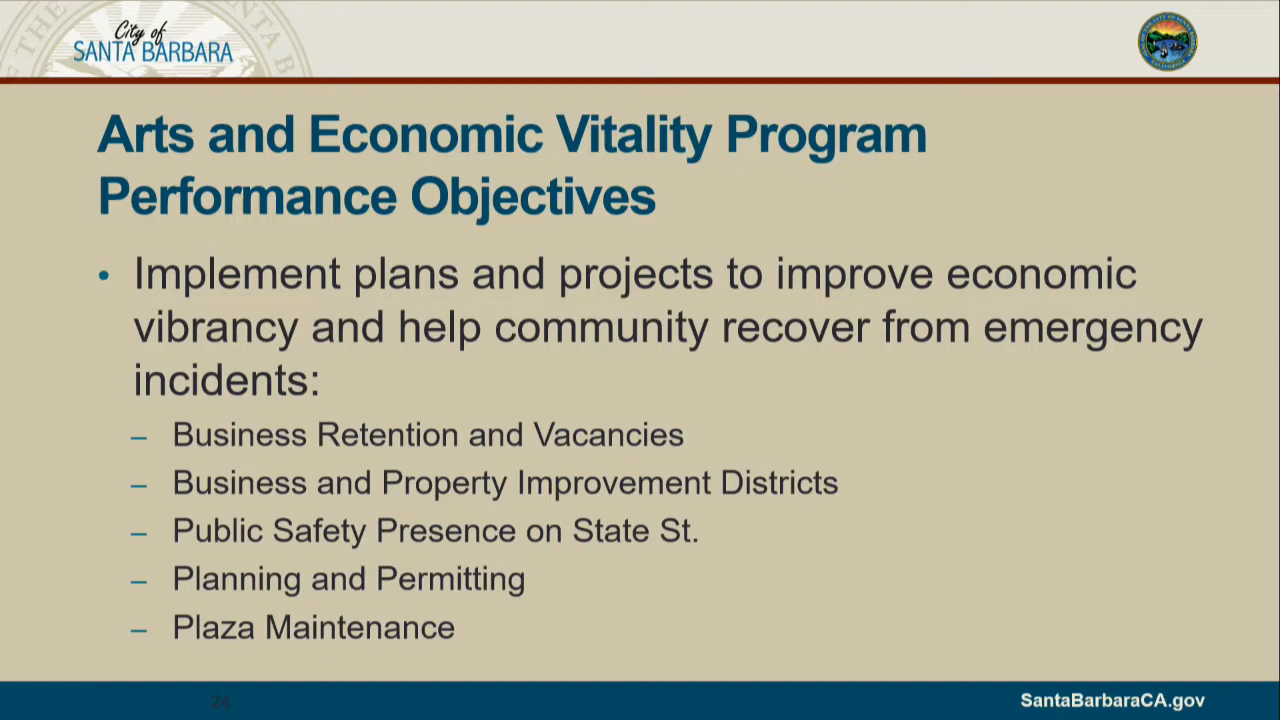 City of
SANTA BARBARA
Arts and Economic Vitality Program
Performance Objectives
• Implement plans and projects to improve economic
vibrancy and help community recover from emergency
incidents:
– Business Retention and Vacancies
– Business and Property Improvement Districts
– Public Safety Presence on State St.
– Planning and Permitting
– Plaza Maintenance
24
SantaBarbaraCA.gov